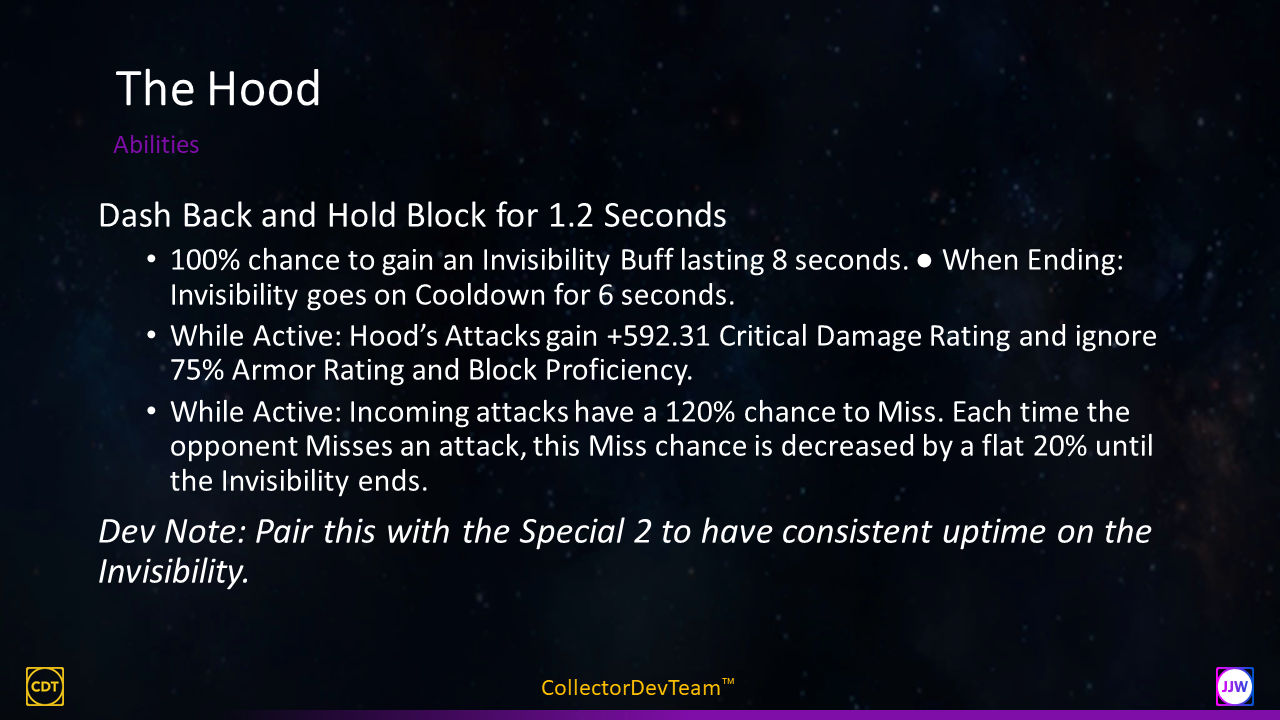 The Hood
Abilities
Dash Back and Hold Block for 1.2 Seconds
• 100% chance to gain an Invisibility Buff lasting 8 seconds. ● When Ending:
Invisibility goes on Cooldown for 6 seconds.
• While Active: Hood’s Attacks gain +592.31 Critical Damage Rating and ignore
75% Armor Rating and Block Proficiency.
• While Active: Incoming attacks have a 120% chance to Miss. Each time the
opponent Misses an attack, this Miss chance is decreased by a flat 20% until
the Invisibility ends.
Dev Note: Pair this with the Special 2 to have consistent uptime on the
Invisibility.
CDT
CollectorDevTeam™
JJW